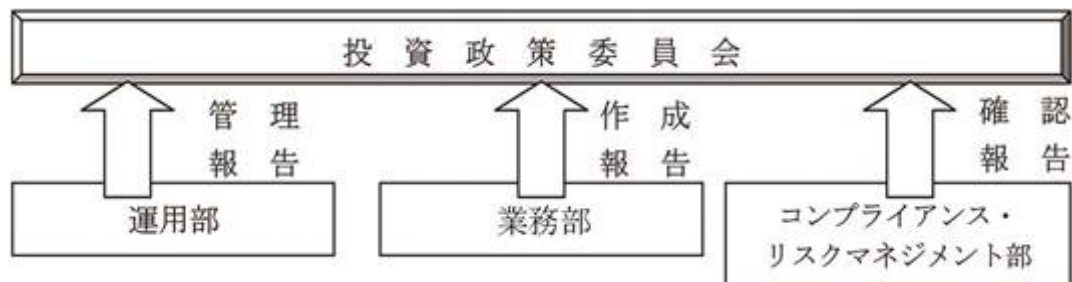 投資政策委員会
管理
報告
作成
報告
確認
報告
運用部
業務部
コンプライアンス・
リスクマネジメント部